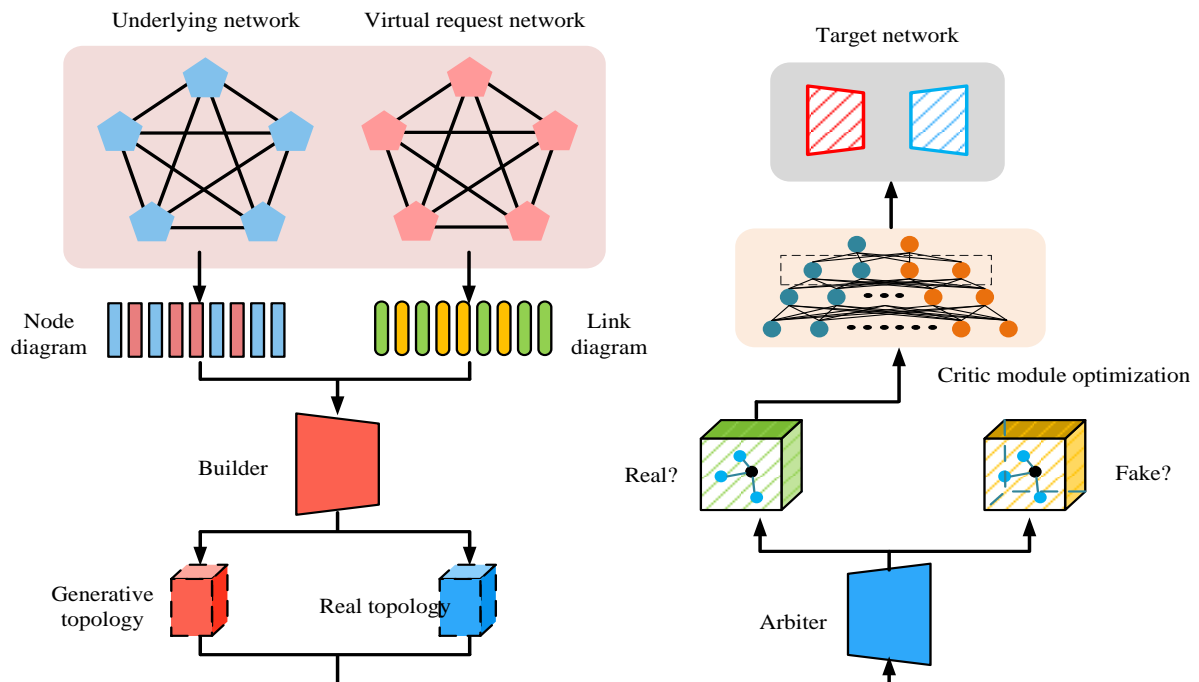 Underlying network
Virtual request network
Node
diagram
Link
diagram
Builder
Generative
topology
Real topology
Target network
Critic module optimization
Real?
Fake?
Arbiter